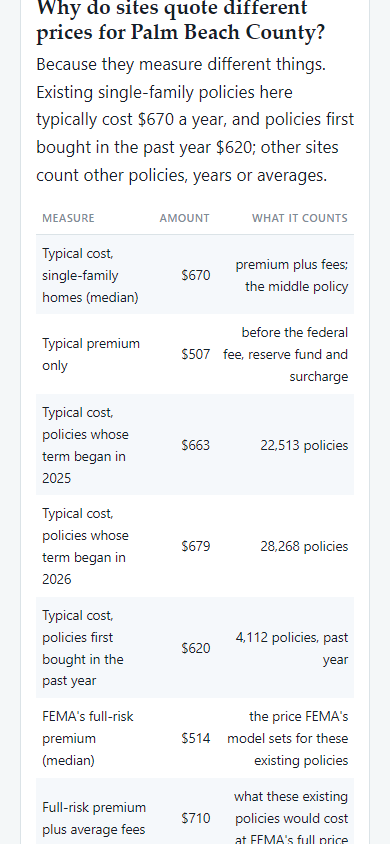 Why do sites quote different
prices for Palm Beach County?
Because they measure different things.
Existing single-family policies here
typically cost $670 a year, and policies first
bought in the past year $620; other sites
count other policies, years or averages.
MEASURE AMOUNT WHAT IT COUNTS
Typical cost,
single-family
homes (median)
$670
premium plus fees;
the middle policy
Typical premium
only
$507
before the federal
fee, reserve fund and
surcharge
Typical cost,
policies whose
term began in
2025
$663
22,513 policies
Typical cost,
policies whose
term began in
2026
$679
28,268 policies
Typical cost,
policies first
bought in the
past year
$620
4,112 policies, past
year
FEMA's full-risk
premium
(median)
$514
the price FEMA's
model sets for these
existing policies
Full-risk premium
plus average fees
$710
what these existing
policies would cost
at FEMA's full price